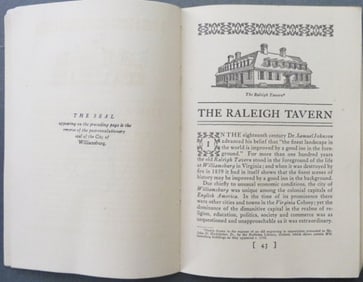 THE SEAL
appearing on the preceding page is the
reverse of the post-revolutionary
seal of the City of
Williamsburg.
The Raleigh Tavern*
THE RALEIGH TAVERN
IN THE eighteenth century Dr. Samuel Johnson
advanced his belief that "the finest landscape in
the world is improved by a good inn in the fore-
ground." For more than one hundred years
the old Raleigh Tavern stood in the foreground of the life
at Williamsburg in Virginia; and when it was destroyed
by fire in 1859 it had in itself shown that the finest scenes of
history may be improved by a good inn in the background.
Due chiefly to unusual economic conditions, the city of
Williamsburg was unique among the colonial capitals of
English America. In the time of its prominence there
were other cities and towns in the Virginia Colony; yet the
dominance of the diminutive capital in the realms of re-
ligion, education, politics, society and commerce was as
unquestioned and unapproachable as it was extraordinary.
[ 43 ]